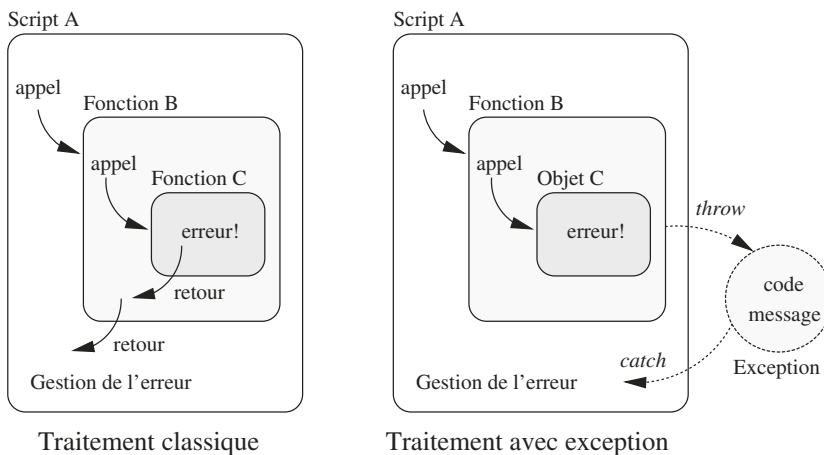 Script A
appel
Fonction B
appel
Fonction C
erreur!
retour
retour
Gestion de l’erreur
Traitement classique
Script A
appel
Fonction B
appel
Objet C
erreur!
throw
code
message
catch
Exception
Gestion de l’erreur
Traitement avec exception